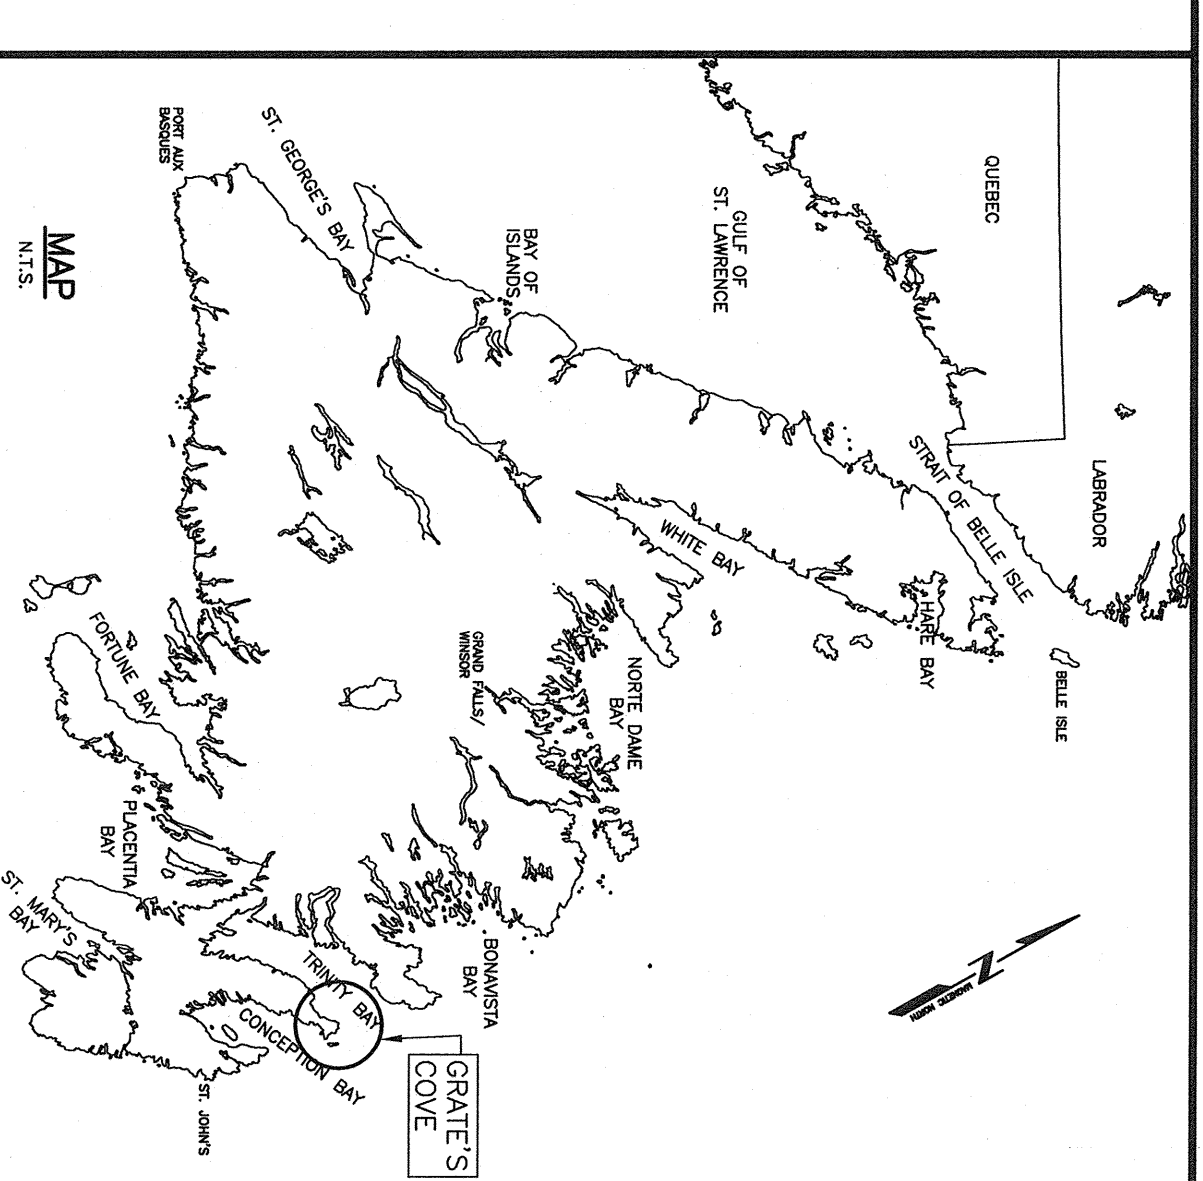 LABRADOR
QUEBEC
STRAIT OF BELLE ISLE
BELLE ISLE
HARE BAY
GULF OF
ST. LAWRENCE
WHITE BAY
NORTE DAME
BAY
BAY OF
ISLANDS
GRAND FALLS/
WINSOR
BONAVISTA
BAY
GRATE'S
COVE
ST. GEORGE'S BAY
TRINITY BAY
CONCEPTION BAY
ST. JOHN'S
PORT AUX
BASQUES
FORTUNE BAY
PLACENTIA
BAY
ST. MARY'S
BAY
N
MAGNETIC NORTH
MAP
N.T.S.